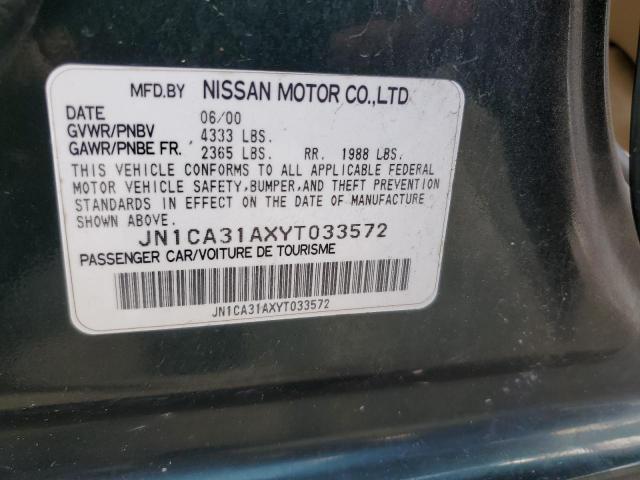 MFD.BY NISSAN MOTOR CO.,LTD
DATE 06/00
GVWR/PNBV 4333 LBS.
GAWR/PNBE FR. 2365 LBS. RR. 1988 LBS.
THIS VEHICLE CONFORMS TO ALL APPLICABLE FEDERAL
MOTOR VEHICLE SAFETY,BUMPER,AND THEFT PREVENTION
STANDARDS IN EFFECT ON THE DATE OF MANUFACTURE
SHOWN ABOVE.
JN1CA31AXYT033572
PASSENGER CAR/VOITURE DE TOURISME
JN1CA31AXYT033572